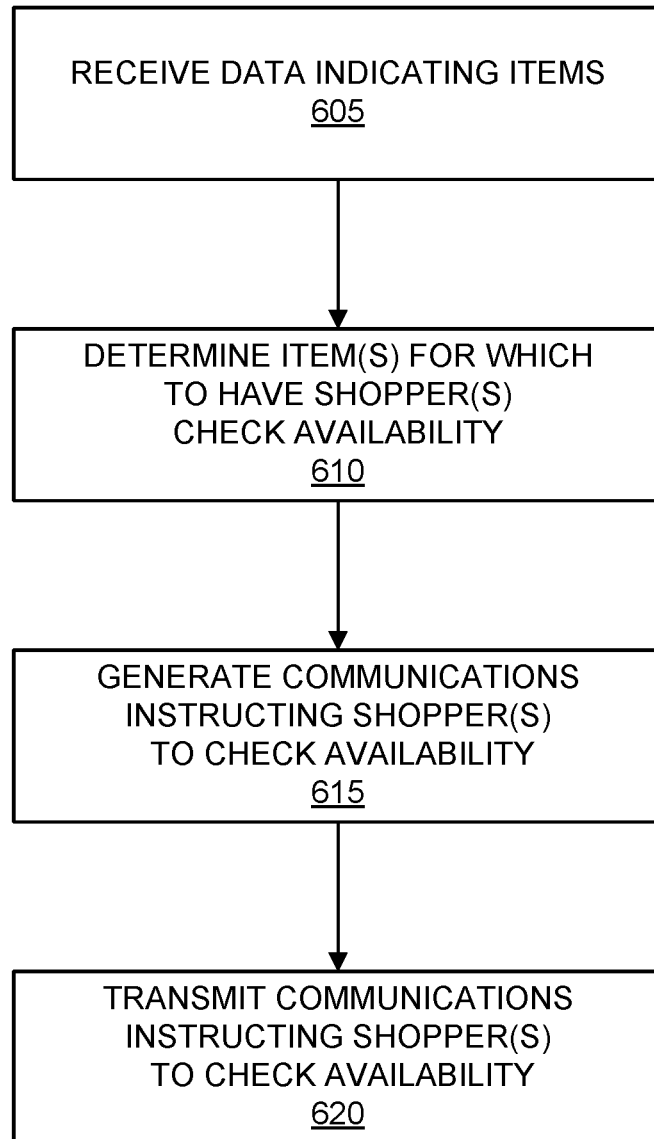 RECEIVE DATA INDICATING ITEMS
605
DETERMINE ITEM(S) FOR WHICH
TO HAVE SHOPPER(S)
CHECK AVAILABILITY
610
GENERATE COMMUNICATIONS
INSTRUCTING SHOPPER(S)
TO CHECK AVAILABILITY
615
TRANSMIT COMMUNICATIONS
INSTRUCTING SHOPPER(S)
TO CHECK AVAILABILITY
620